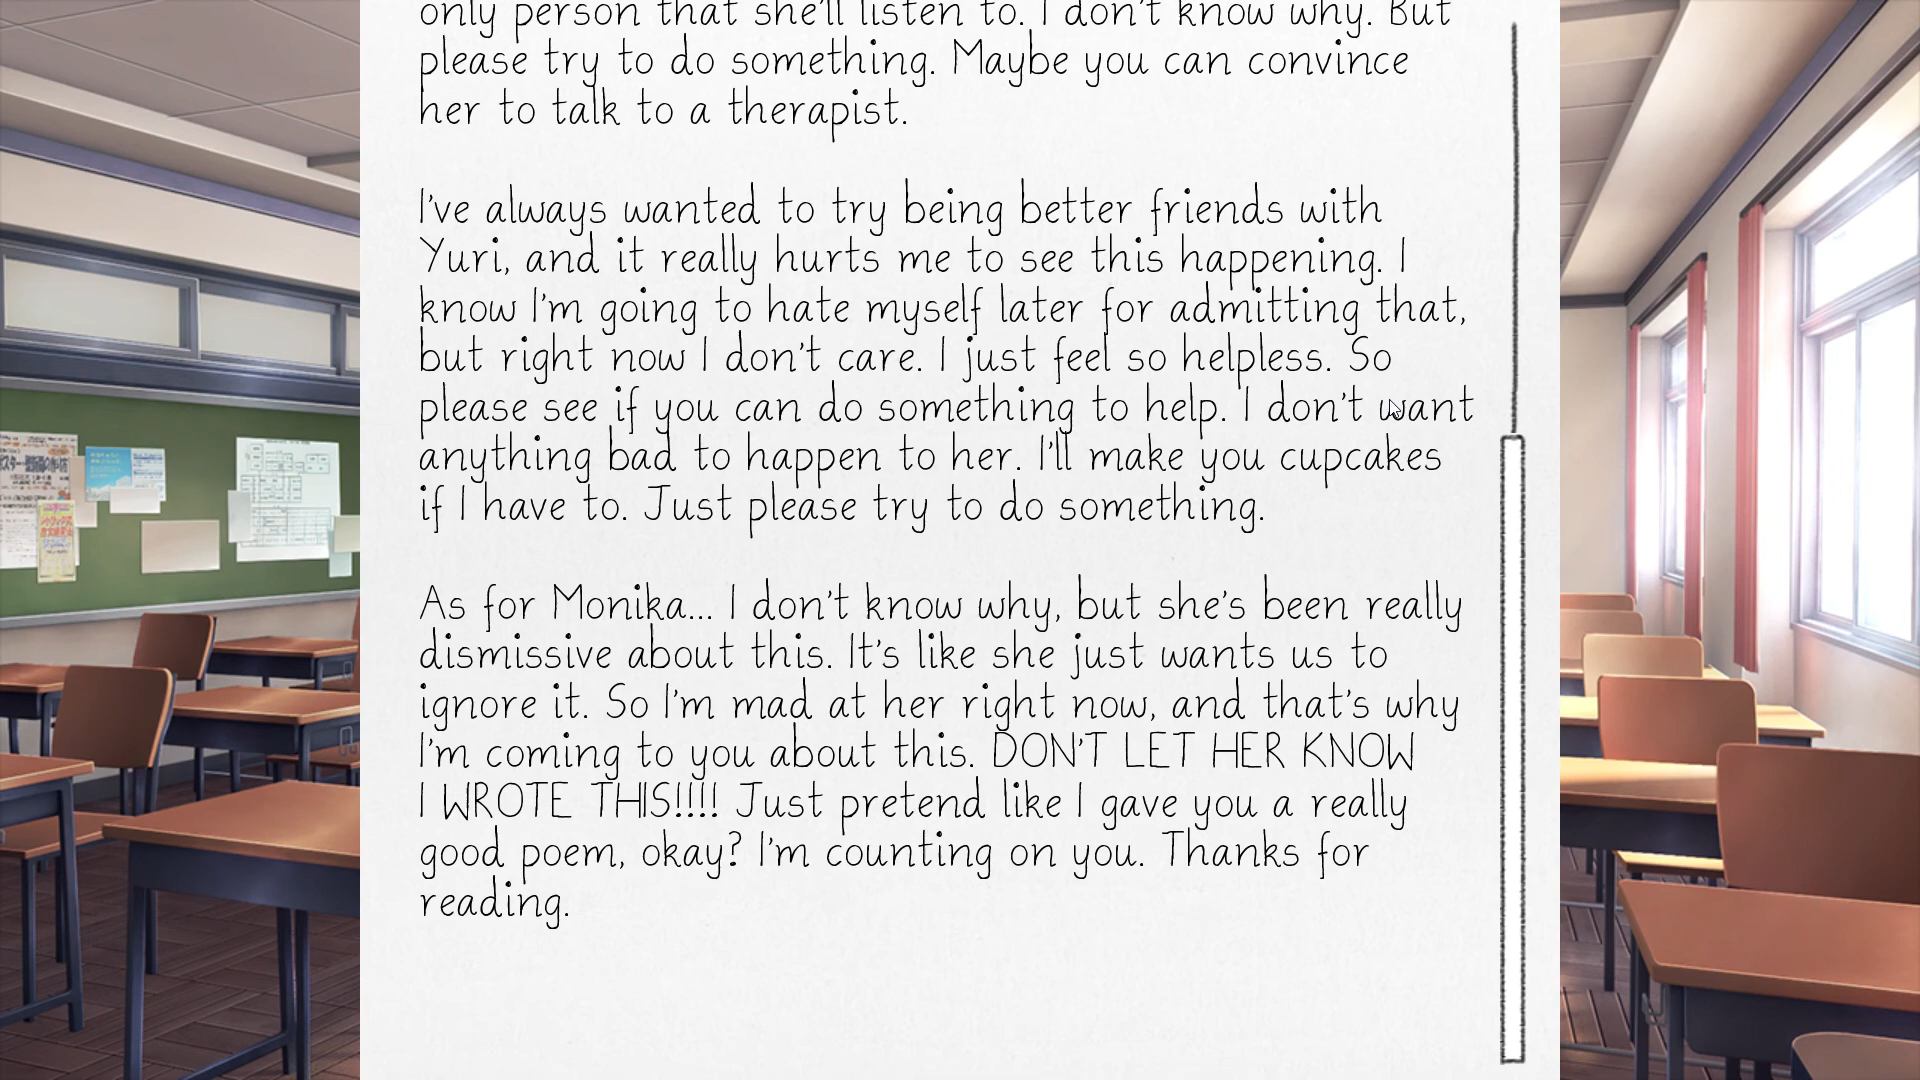 only person that she'll listen to. I don't know why. But
please try to do something. Maybe you can convince
her to talk to a therapist.
I've always wanted to try being better friends with
Yuri, and it really hurts me to see this happening. I
know I'm going to hate myself later for admitting that,
but right now I don't care. I just feel so helpless. So
please see if you can do something to help. I don't want
anything bad to happen to her. I'll make you cupcakes
if I have to. Just please try to do something.
As for Monika... I don't know why, but she's been really
dismissive about this. It's like she just wants us to
ignore it. So I'm mad at her right now, and that's why
I'm coming to you about this. DON'T LET HER KNOW
I WROTE THIS!!!! Just pretend like I gave you a really
good poem, okay? I'm counting on you. Thanks for
reading.